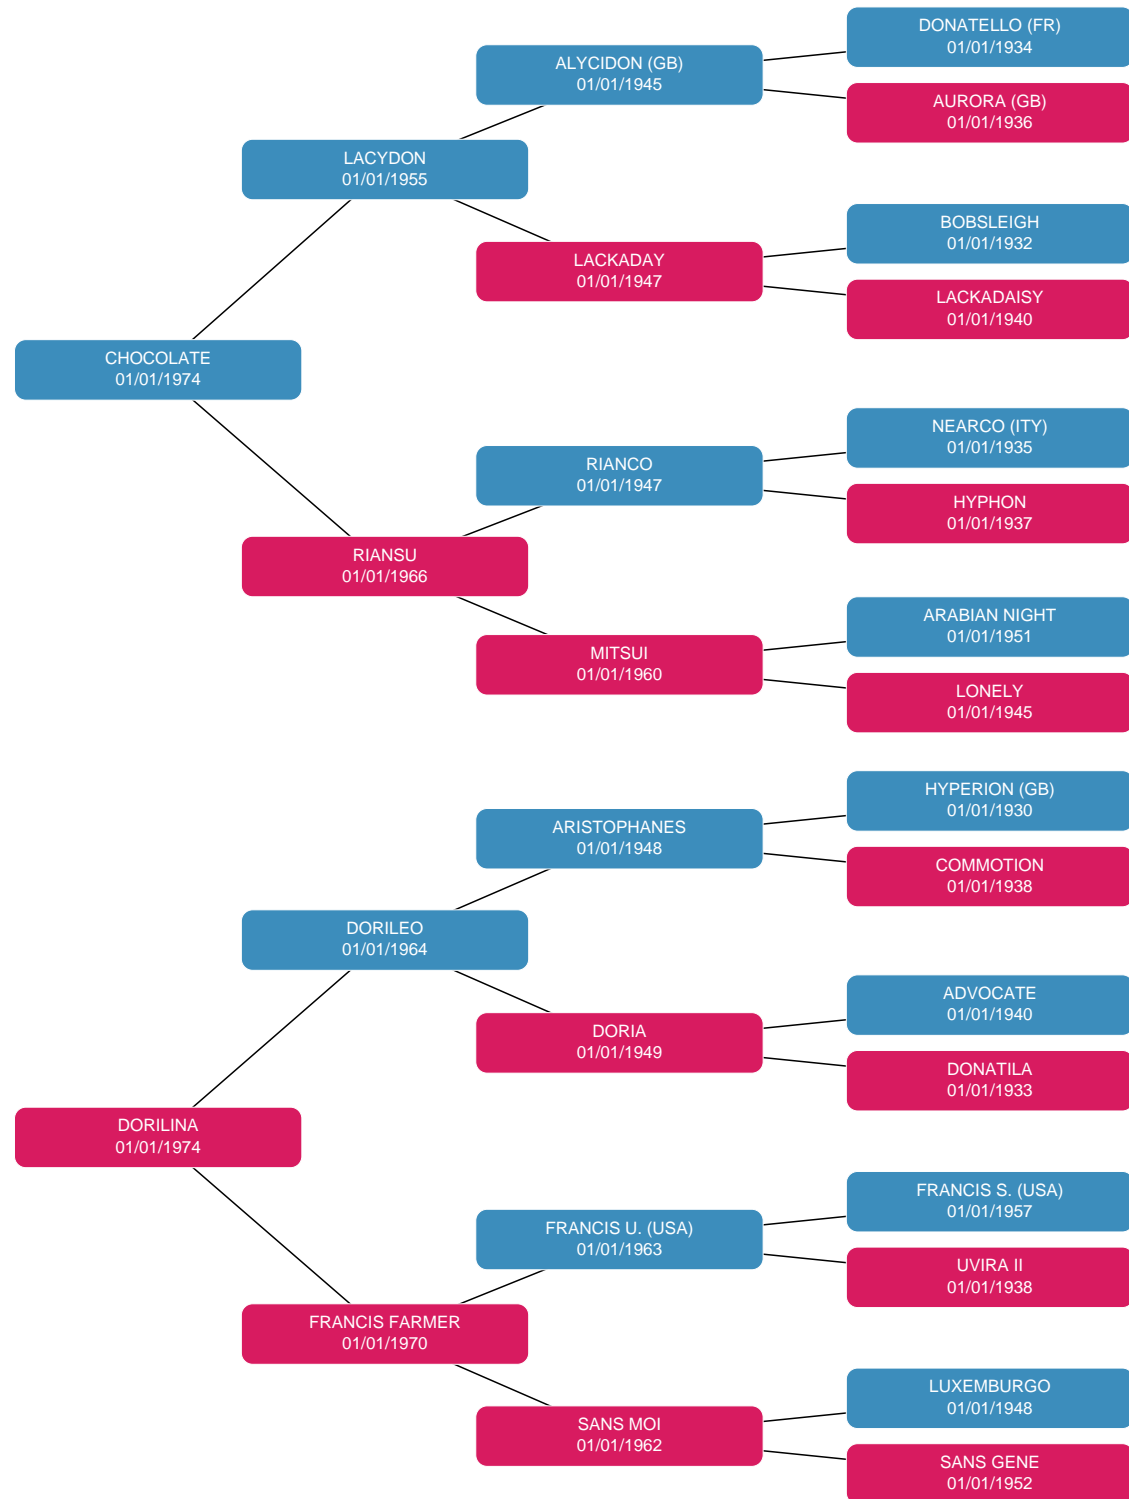 DONATELLO (FR)
01/01/1934
ALYCIDON (GB)
01/01/1945
AURORA (GB)
01/01/1936
LACYDON
01/01/1955
BOBSLEIGH
01/01/1932
LACKADAY
01/01/1947
LACKADAISY
01/01/1940
CHOCOLATE
01/01/1974
NEARCO (ITY)
01/01/1935
RIANCO
01/01/1947
HYPHON
01/01/1937
RIANSU
01/01/1966
ARABIAN NIGHT
01/01/1951
MITSUI
01/01/1960
LONELY
01/01/1945
HYPERION (GB)
01/01/1930
ARISTOPHANES
01/01/1948
COMMOTION
01/01/1938
DORILEO
01/01/1964
ADVOCATE
01/01/1940
DORIA
01/01/1949
DONATILA
01/01/1933
DORILINA
01/01/1974
FRANCIS S. (USA)
01/01/1957
FRANCIS U. (USA)
01/01/1963
UVIRA II
01/01/1938
FRANCIS FARMER
01/01/1970
LUXEMBURGO
01/01/1948
SANS MOI
01/01/1962
SANS GENE
01/01/1952